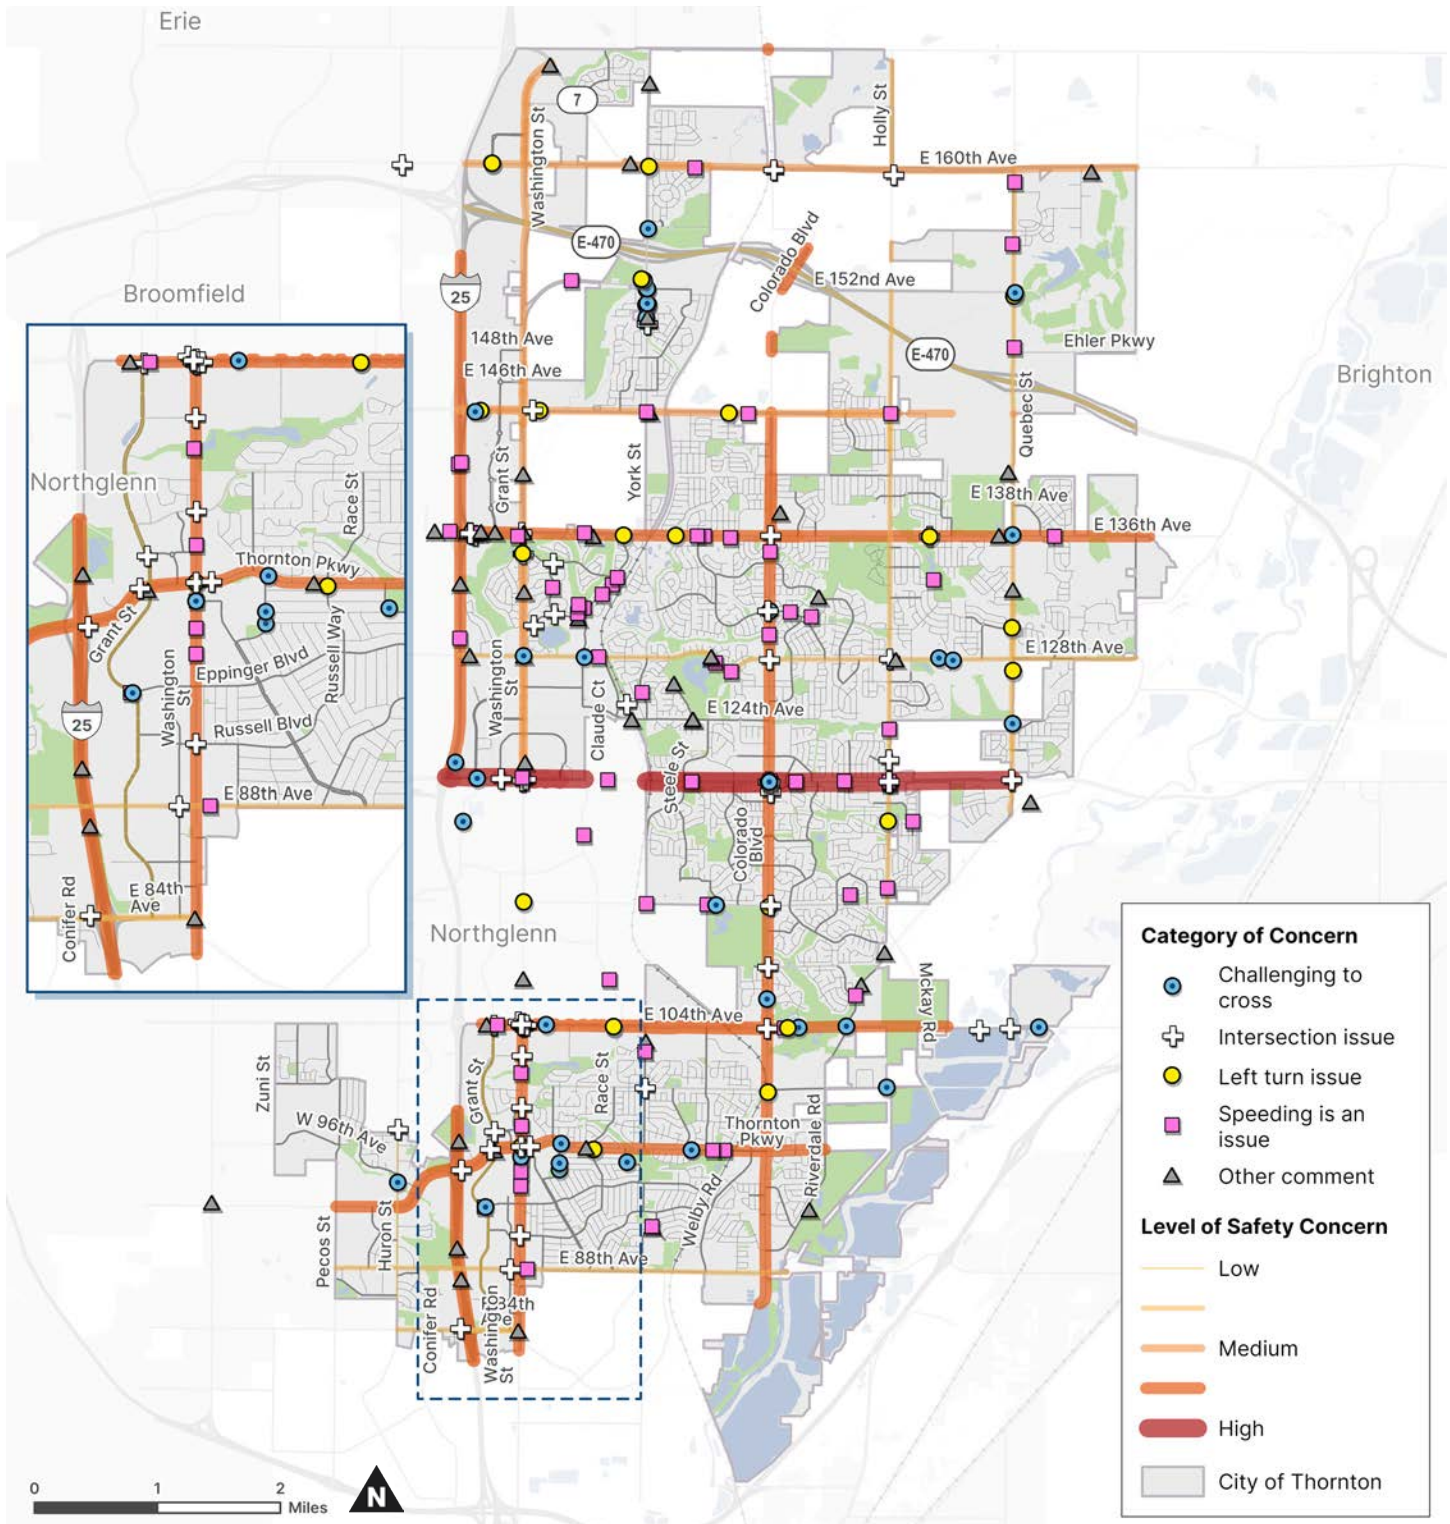 Erie
7
Washington St
Holly St
E 160th Ave
E-470
Colorado Blvd
E 152nd Ave
25
Broomfield
148th Ave
E 146th Ave
Ehler Pkwy
E-470
Brighton
Quebec St
Grant St
York St
E 138th Ave
E 136th Ave
Northglenn
Race St
Thornton Pkwy
Grant St
Eppinger Blvd
Russell Way
Washington
St
25
Russell Blvd
E 88th Ave
E 84th
Ave
Conifer Rd
E 128th Ave
Washington
St
Claude Ct
E 124th Ave
Steele St
Colorado
Blvd
Northglenn
Mckay Rd
E 104th Ave
Zuni St
Grant St
Race St
W 96th Ave
Thornton
Pkwy
Riverdale Rd
Welby Rd
Pecos St
Huron St
E 88th Ave
Conifer Rd
Washington
St
E 84th
Ave
Category of Concern
Challenging to
cross
Intersection issue
Left turn issue
Speeding is an
issue
Other comment
Level of Safety Concern
Low
Medium
High
City of Thornton
0 1 2
Miles
N